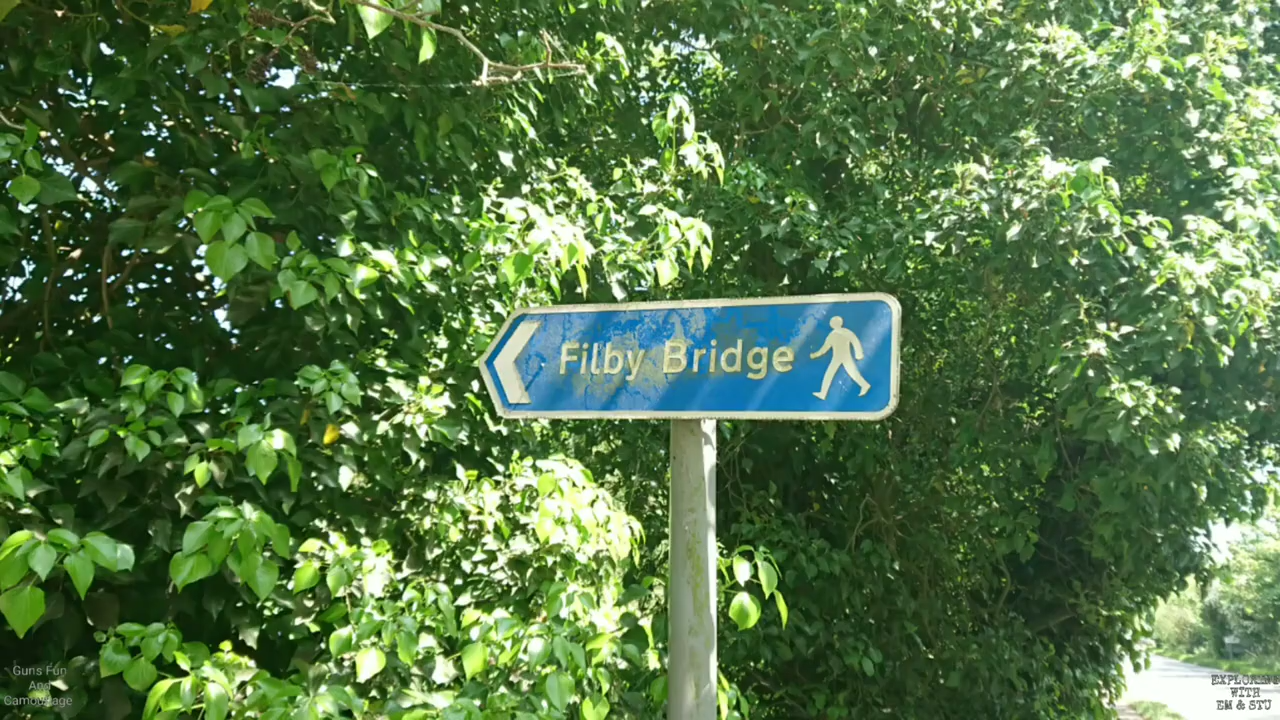 Filby Bridge
Guns Fun
And
Camouflage
EXPLORING
WITH
EM & STU